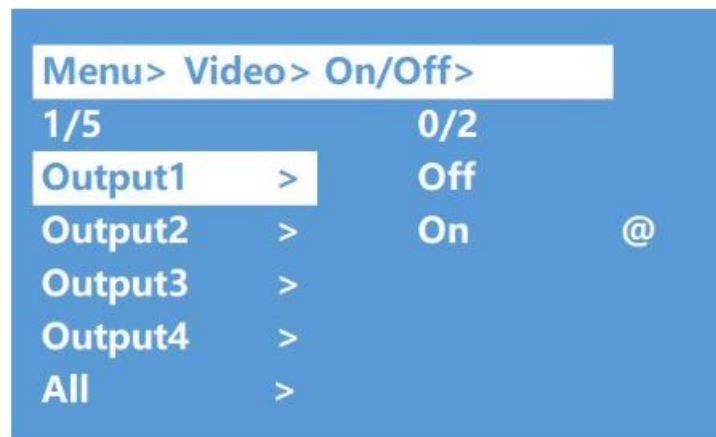 Menu> Video> On/Off>
1/5 0/2
Output1 > Off
Output2 > On @
Output3 >
Output4 >
All >